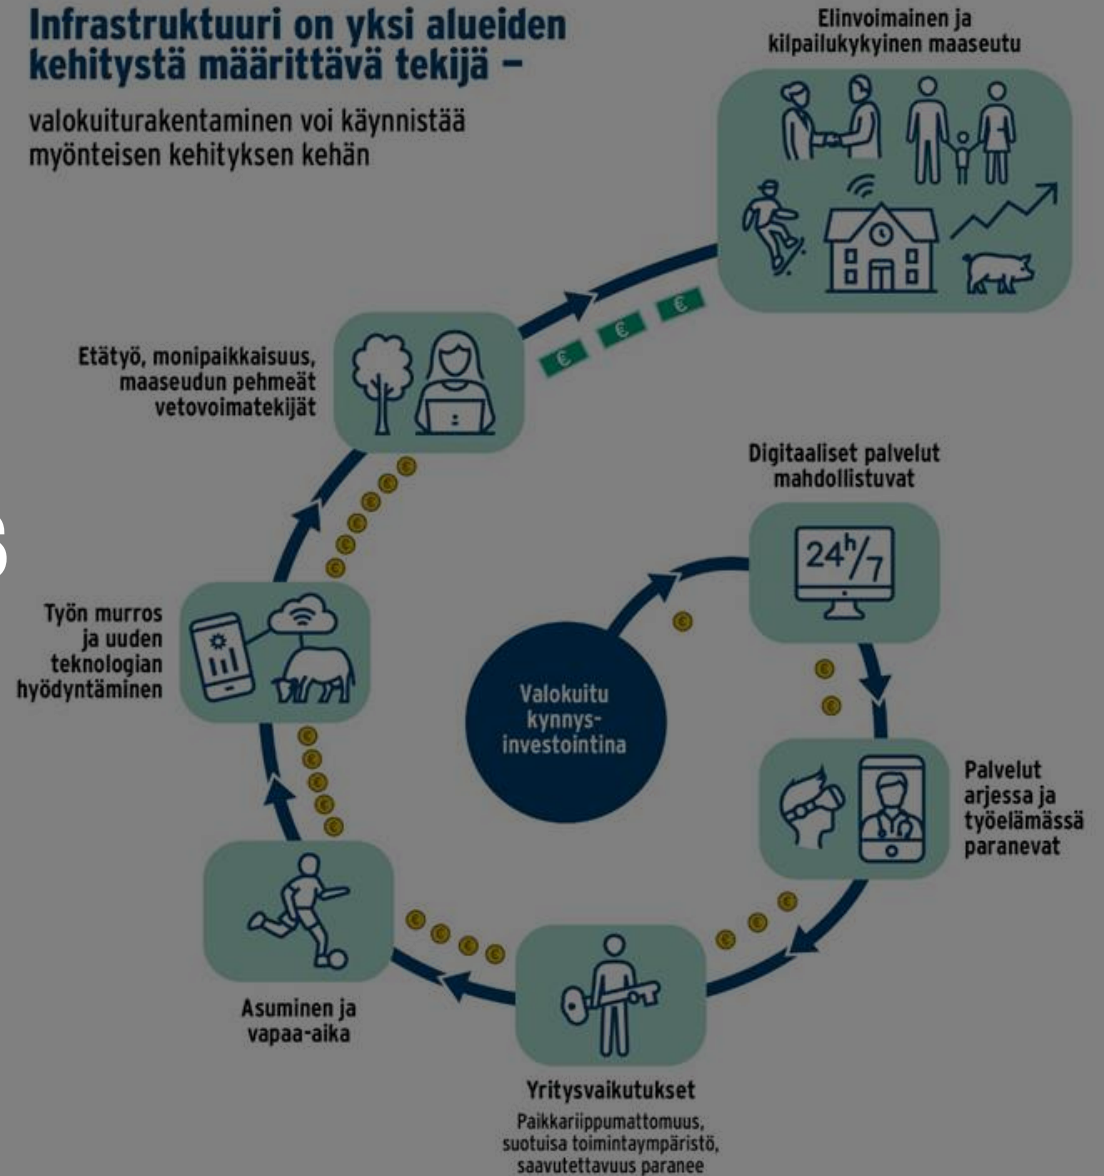 Infrastruktuuri on yksi alueiden
kehitystä määrittävä tekijä –
valokuiturakentaminen voi käynnistää
myönteisen kehityksen kehän
Elinvoimainen ja
kilpailukykyinen maaseutu
Etätyö, monipaikkaisuus,
maaseudun pehmeät
vetovoimatekijät
Digitaaliset palvelut
mahdollistuvat
24h/7
s
Työn murros
ja uuden
teknologian
hyödyntäminen
Valokuitu
kynnys-
investointina
Palvelut
arjessa ja
työelämässä
paranevat
Asuminen ja
vapaa-aika
Yritysvaikutukset
Paikkariippumattomuus,
suotuisa toimintaympäristö,
saavutettavuus paranee